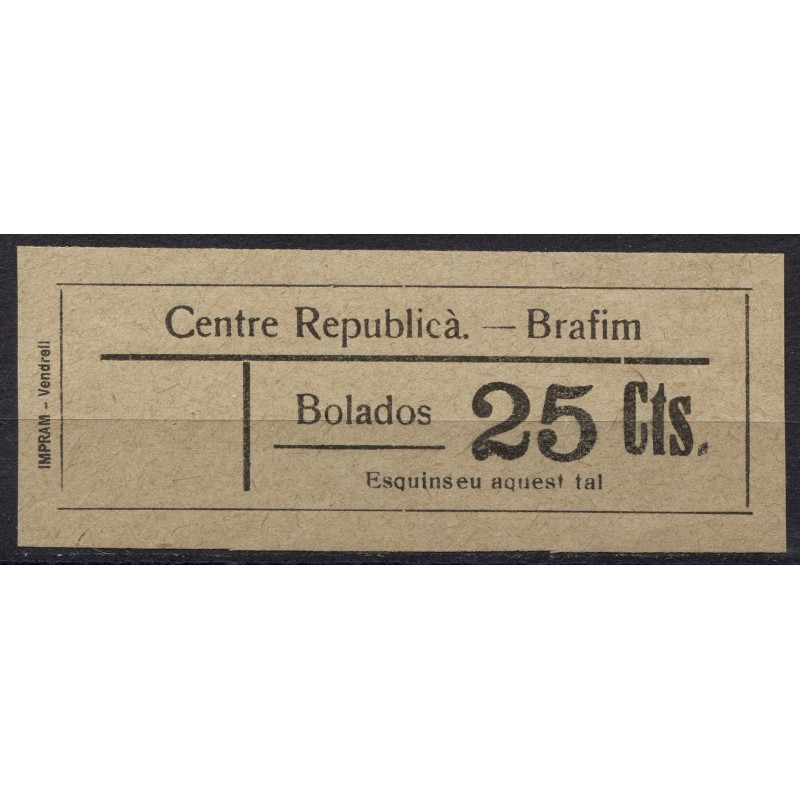 Centre Republicà. — Brafim
Bolados 25 Cts.
Esquinseu aquest tal
IMPRAM - Vendrell